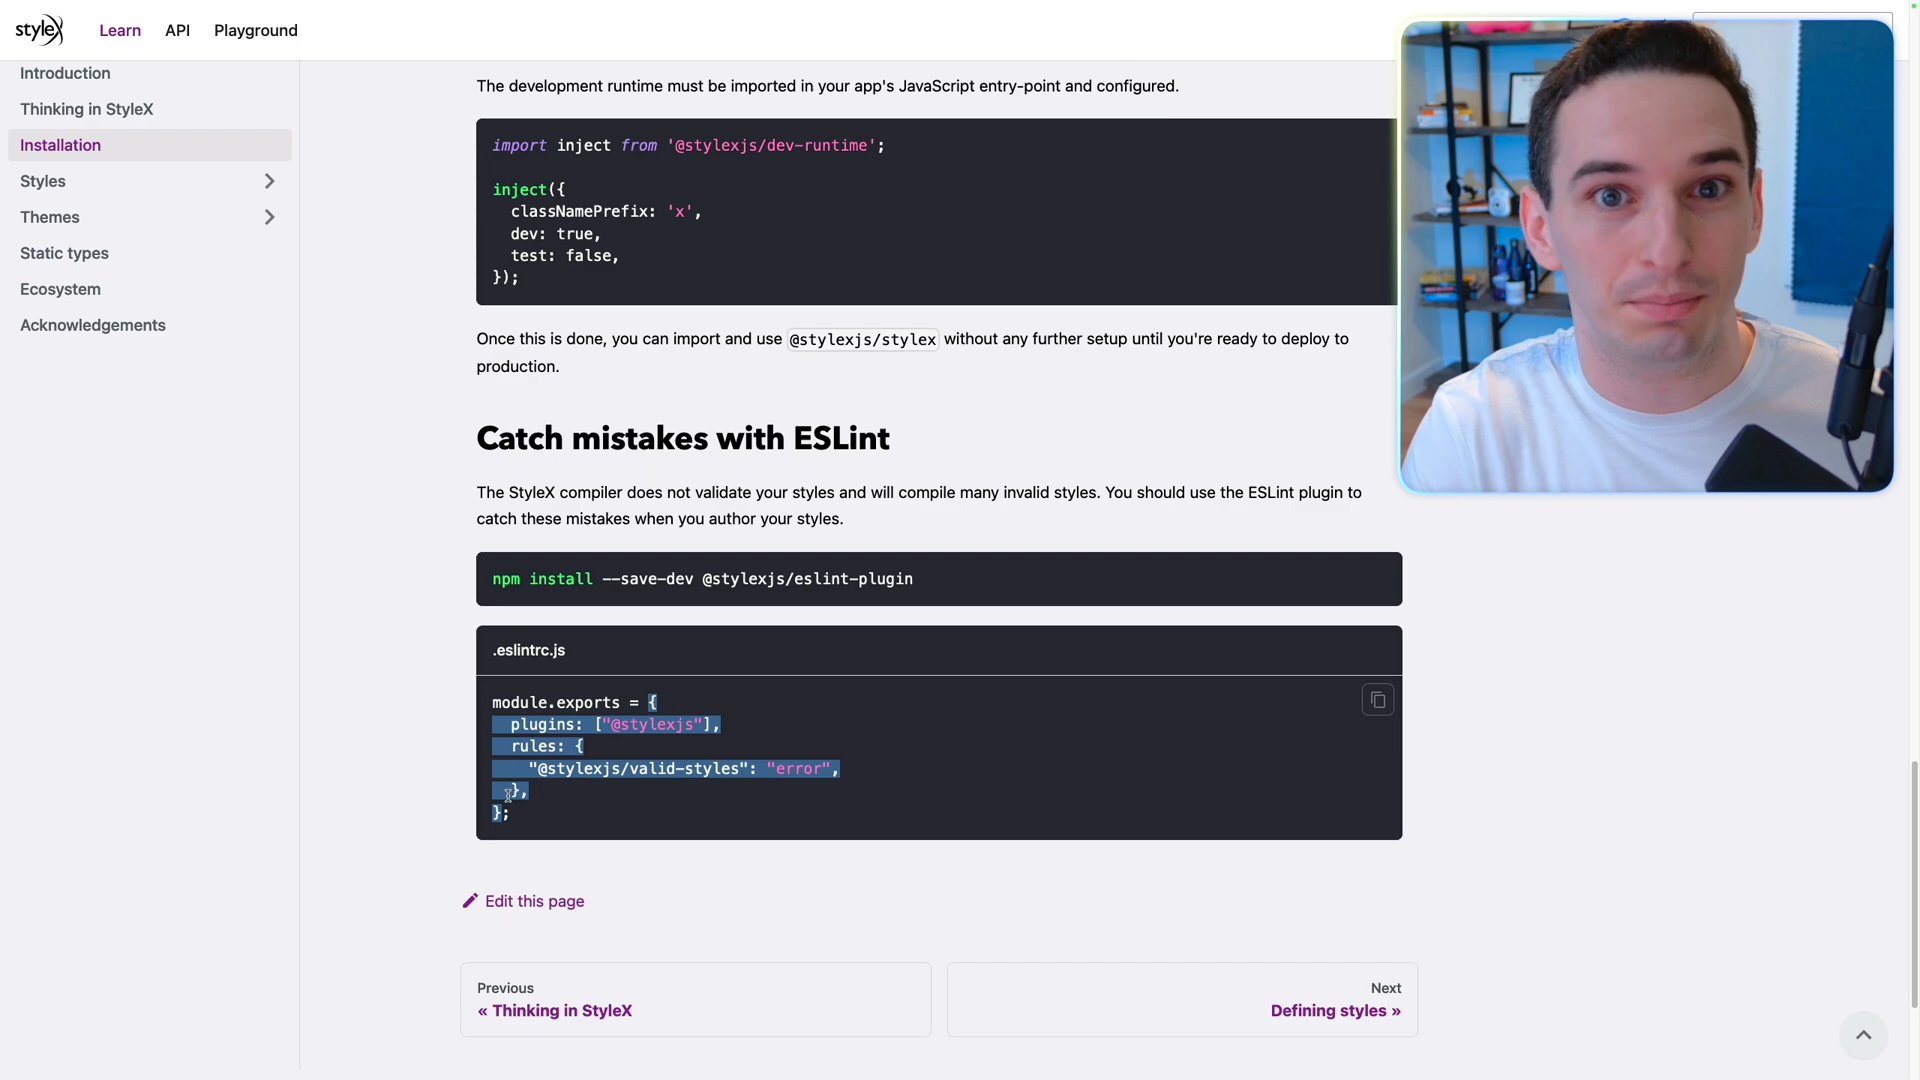 styleX
Learn
API
Playground
Introduction
Thinking in StyleX
Installation
Styles
Themes
Static types
Ecosystem
Acknowledgements
The development runtime must be imported in your app's JavaScript entry-point and configured.
import inject from '@stylexjs/dev-runtime';
inject({
classNamePrefix: 'x',
dev: true,
test: false,
});
Once this is done, you can import and use @stylexjs/stylex without any further setup until you're ready to deploy to
production.
Catch mistakes with ESLint
The StyleX compiler does not validate your styles and will compile many invalid styles. You should use the ESLint plugin to
catch these mistakes when you author your styles.
npm install --save-dev @stylexjs/eslint-plugin
.eslintrc.js
module.exports = {
plugins: ["@stylexjs"],
rules: {
"@stylexjs/valid-styles": "error",
},
};
Edit this page
Previous
« Thinking in StyleX
Next
Defining styles »